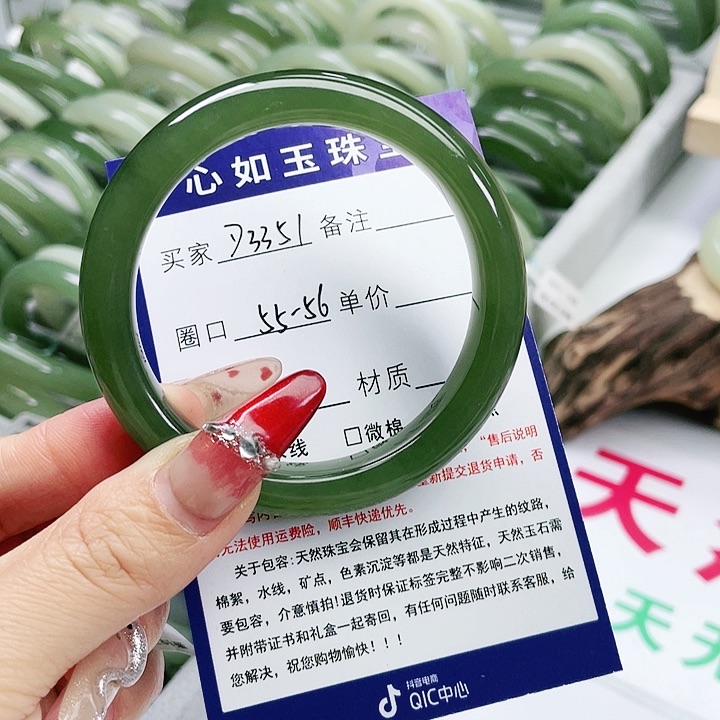 心如玉珠
买家 D3351 备注
圈口 55-56 单价
材质
线 □微棉
“售后说明
新提交退货申请，否
无法使用运费险，顺丰快递优先。
关于包容：天然珠宝会保留其在形成过程中产生的纹路，
棉絮，水线，矿点，色素沉淀等都是天然特征，天然玉石需
要包容，介意慎拍!退货时保证标签完整不影响二次销售，
并附带证书和礼盒一起寄回，有任何问题随时联系客服，给
您解决，祝您购物愉快！！！
抖音电商
QIC中心
天
天